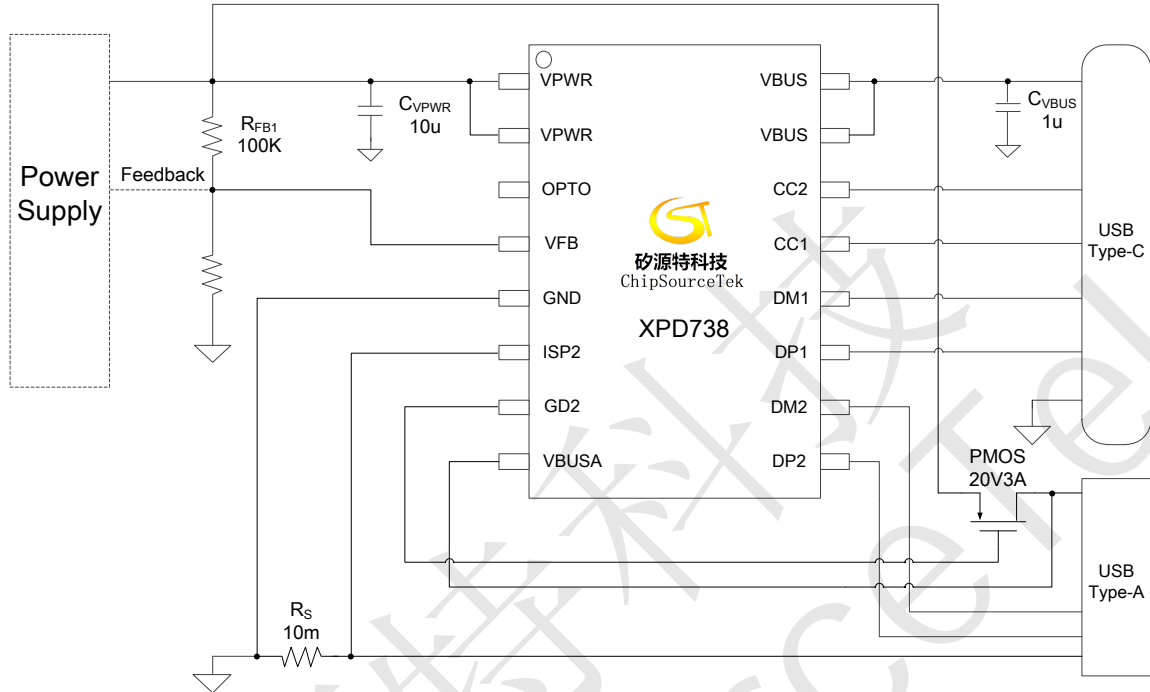 Power
Supply
Feedback
RFB1
100K
CVPWR
10u
VPWR
VPWR
OPTO
VFB
GND
ISP2
GD2
VBUSA
矽源特科技
ChipSourceTek
XPD738
VBUS
VBUS
CC2
CC1
DM1
DP1
DM2
DP2
CVBUS
1u
USB
Type-C
PMOS
20V3A
USB
Type-A
RS
10m